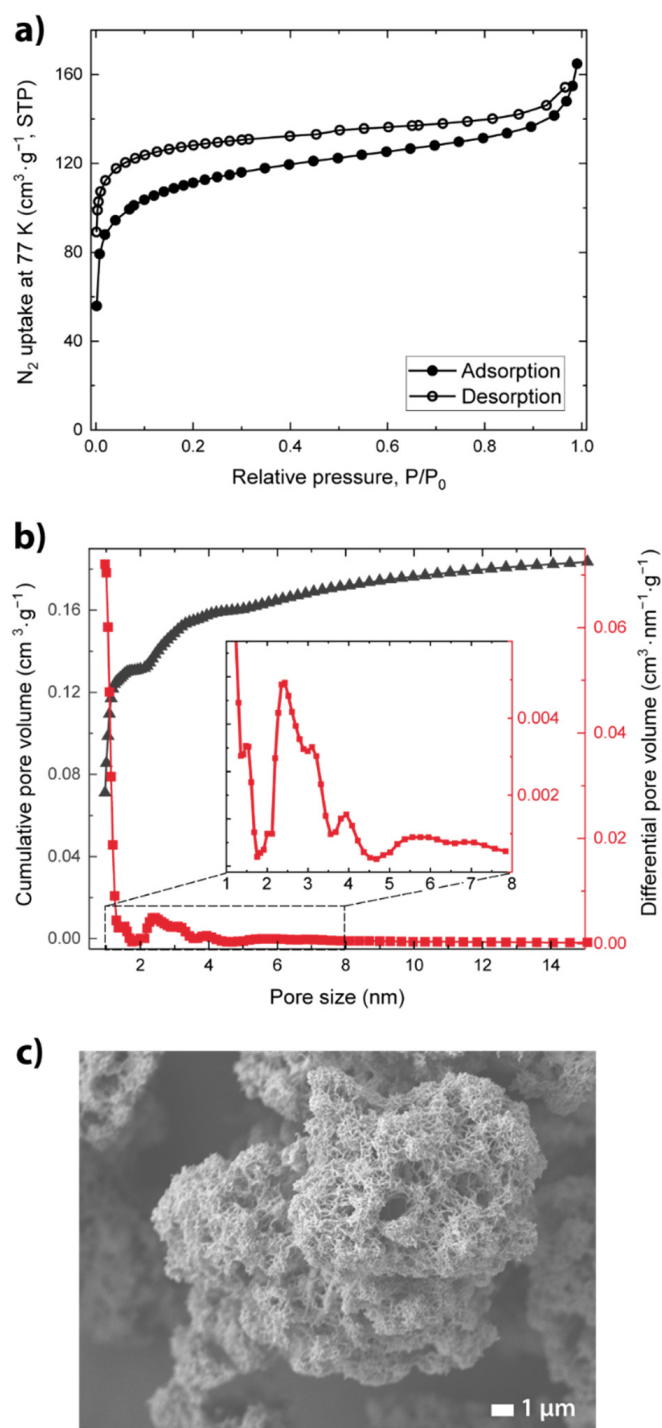 a)
N₂ uptake at 77 K (cm³·g⁻¹, STP)
160
120
80
40
0
Adsorption
Desorption
0.0 0.2 0.4 0.6 0.8 1.0
Relative pressure, P/P₀
b)
Cumulative pore volume (cm³·g⁻¹)
0.16
0.12
0.08
0.04
0.00
0.004
0.002
1 2 3 4 5 6 7 8
0.06
0.04
0.02
0.00
Differential pore volume (cm³·nm⁻¹·g⁻¹)
2 4 6 8 10 12 14
Pore size (nm)
c)
1 µm